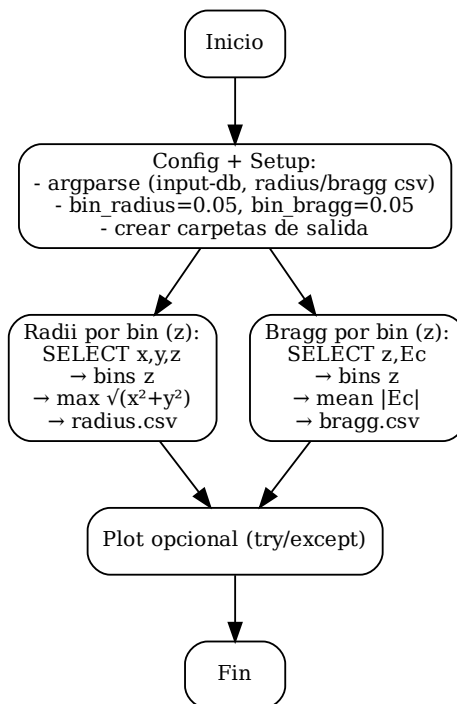 Inicio
Config + Setup:
- argparse (input-db, radius/bragg csv)
- bin_radius=0.05, bin_bragg=0.05
- crear carpetas de salida
Radii por bin (z):
SELECT x,y,z
→ bins z
→ max √(x²+y²)
→ radius.csv
Bragg por bin (z):
SELECT z,Ec
→ bins z
→ mean |Ec|
→ bragg.csv
Plot opcional (try/except)
Fin